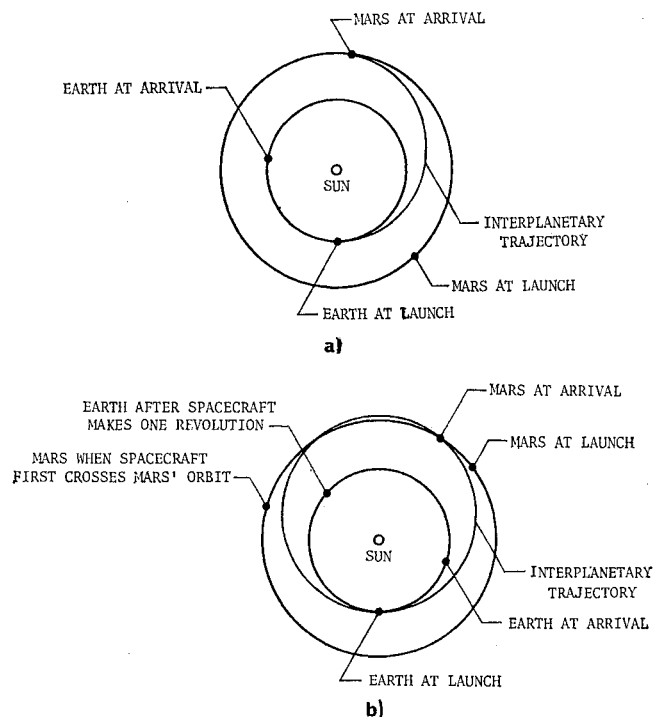 MARS AT ARRIVAL
EARTH AT ARRIVAL
SUN
INTERPLANETARY
TRAJECTORY
MARS AT LAUNCH
EARTH AT LAUNCH
a)
MARS AT ARRIVAL
EARTH AFTER SPACECRAFT
MAKES ONE REVOLUTION
MARS AT LAUNCH
MARS WHEN SPACECRAFT
FIRST CROSSES MARS' ORBIT
SUN
INTERPLANETARY
TRAJECTORY
EARTH AT ARRIVAL
EARTH AT LAUNCH
b)